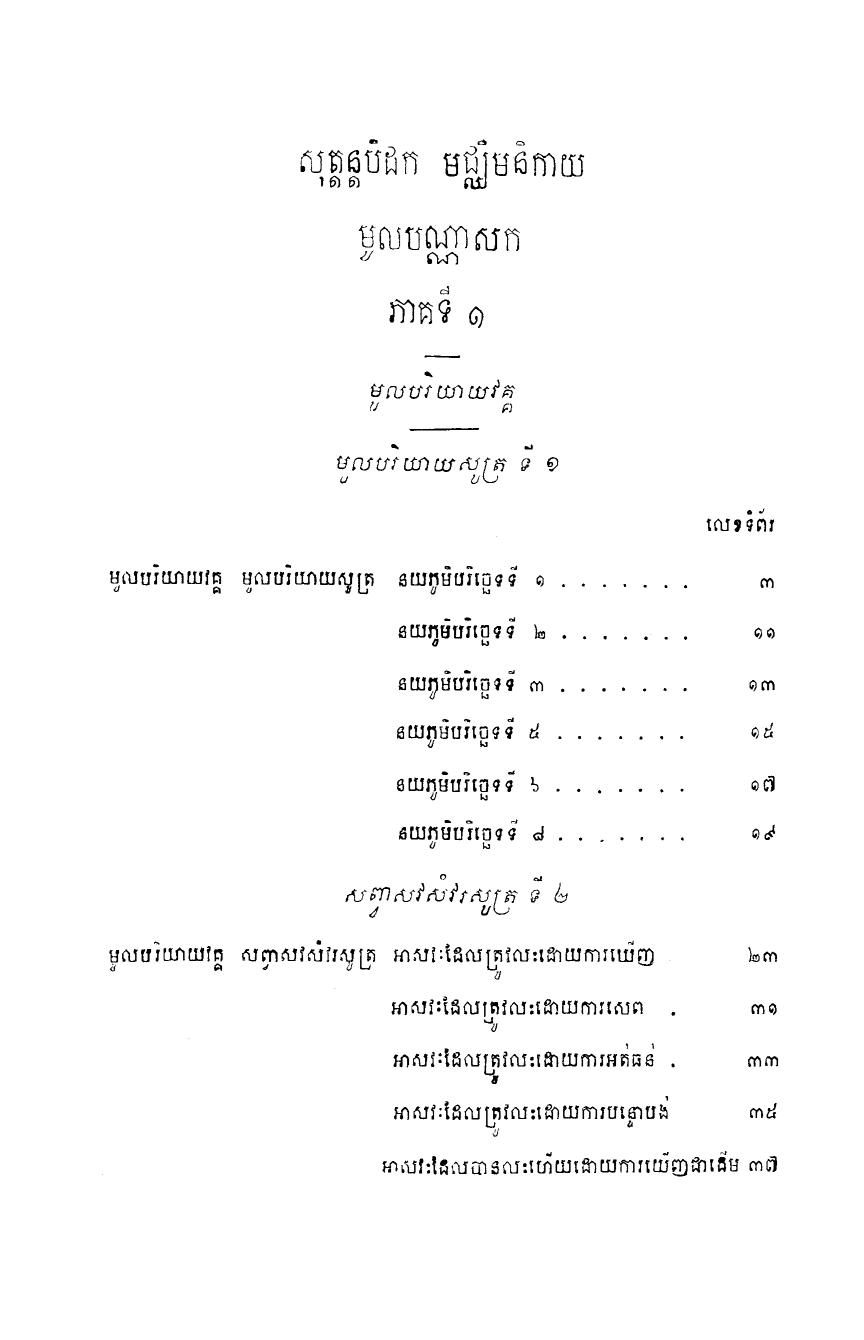 សុត្តន្តបិដក មជ្ឈិមនិកាយ
មូលបណ្ណាសក
ភាគទី ១
មូលបរិយាយវគ្គ
មូលបរិយាយសូត្រ ទី ១
លេខទំព័រ
មូលបរិយាយវគ្គ មូលបរិយាយសូត្រ នយភូមិបរិច្ឆេទទី ១ . . . . . . . ៣
នយភូមិបរិច្ឆេទទី ២ . . . . . . . ១១
នយភូមិបរិច្ឆេទទី ៣ . . . . . . . ១៣
នយភូមិបរិច្ឆេទទី ៥ . . . . . . . ១៥
នយភូមិបរិច្ឆេទទី ៦ . . . . . . . ១៧
នយភូមិបរិច្ឆេទទី ៨ . . . . . . . ១៩
សព្វាសវសំវរសូត្រ ទី ២
មូលបរិយាយវគ្គ សព្វាសវសំវរសូត្រ អាសវៈដែលត្រូវលះដោយការឃើញ ២៣
អាសវៈដែលត្រូវលះដោយការសេព . ៣១
អាសវៈដែលត្រូវលះដោយការអត់ធន់ . ៣៣
អាសវៈដែលត្រូវលះដោយការបន្ទោបង់ ៣៥
អាសវៈដែលបានលះហើយដោយការឃើញជាដើម ៣៧